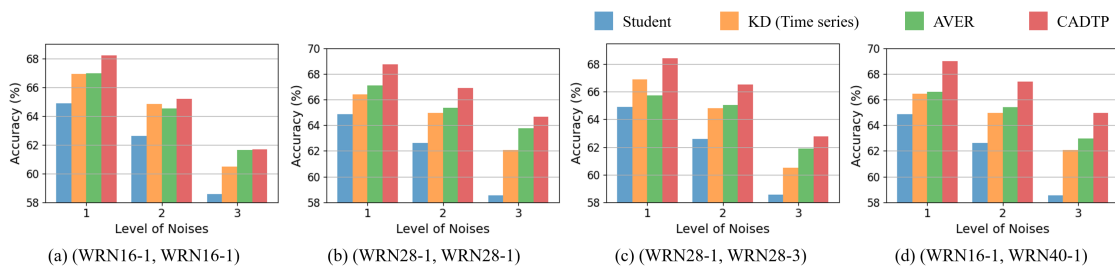 Student KD (Time series) AVER CADTP
Accuracy (%)
68
66
64
62
60
58
1 2 3
Level of Noises
(a) (WRN16-1, WRN16-1)
Accuracy (%)
70
68
66
64
62
60
58
1 2 3
Level of Noises
(b) (WRN28-1, WRN28-1)
Accuracy (%)
68
66
64
62
60
58
1 2 3
Level of Noises
(c) (WRN28-1, WRN28-3)
Accuracy (%)
70
68
66
64
62
60
58
1 2 3
Level of Noises
(d) (WRN16-1, WRN40-1)